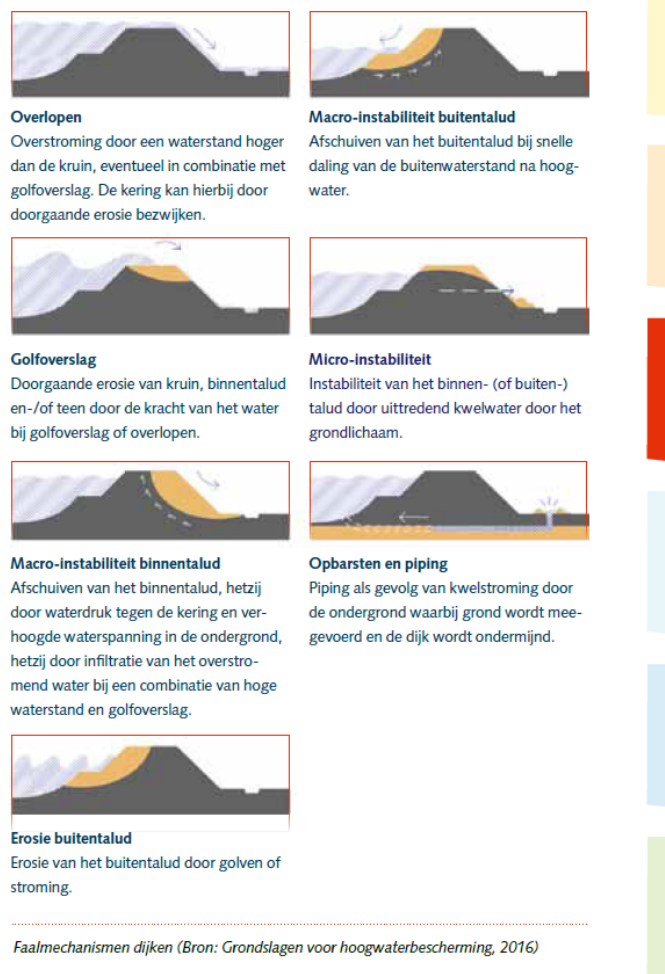 Overlopen
Overstroming door een waterstand hoger
dan de kruin, eventueel in combinatie met
golfoverslag. De kering kan hierbij door
doorgaande erosie bezwijken.
Macro-instabiliteit buitentalud
Afschuiven van het buitentalud bij snelle
daling van de buitenwaterstand na hoog-
water.
Golfoverslag
Doorgaande erosie van kruin, binnentalud
en-/of teen door de kracht van het water
bij golfoverslag of overlopen.
Micro-instabiliteit
Instabiliteit van het binnen- (of buiten-)
talud door uittredend kwelwater door het
grondlichaam.
Macro-instabiliteit binnentalud
Afschuiven van het binnentalud, hetzij
door waterdruk tegen de kering en ver-
hoogde waterspanning in de ondergrond,
hetzij door infiltratie van het overstro-
mend water bij een combinatie van hoge
waterstand en golfoverslag.
Opbarsten en piping
Piping als gevolg van kwelstroming door
de ondergrond waarbij grond wordt mee-
gevoerd en de dijk wordt ondermijnd.
Erosie buitentalud
Erosie van het buitentalud door golven of
stroming.
Faalmechanismen dijken (Bron: Grondslagen voor hoogwaterbescherming, 2016)